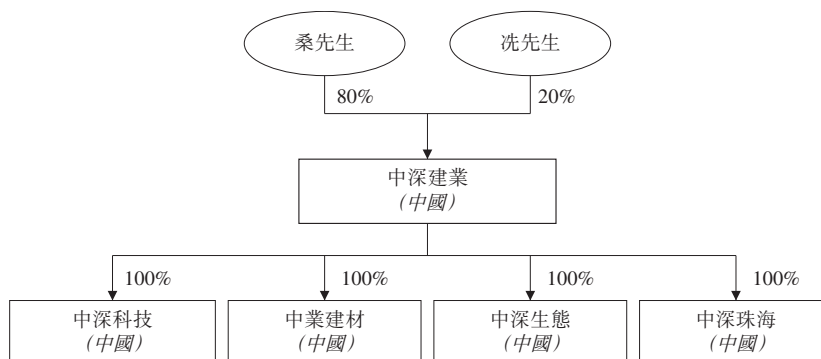 桑先生
冼先生
80%
20%
中深建業
（中國）
100%
100%
100%
100%
中深科技
（中國）
中業建材
（中國）
中深生態
（中國）
中深珠海
（中國）